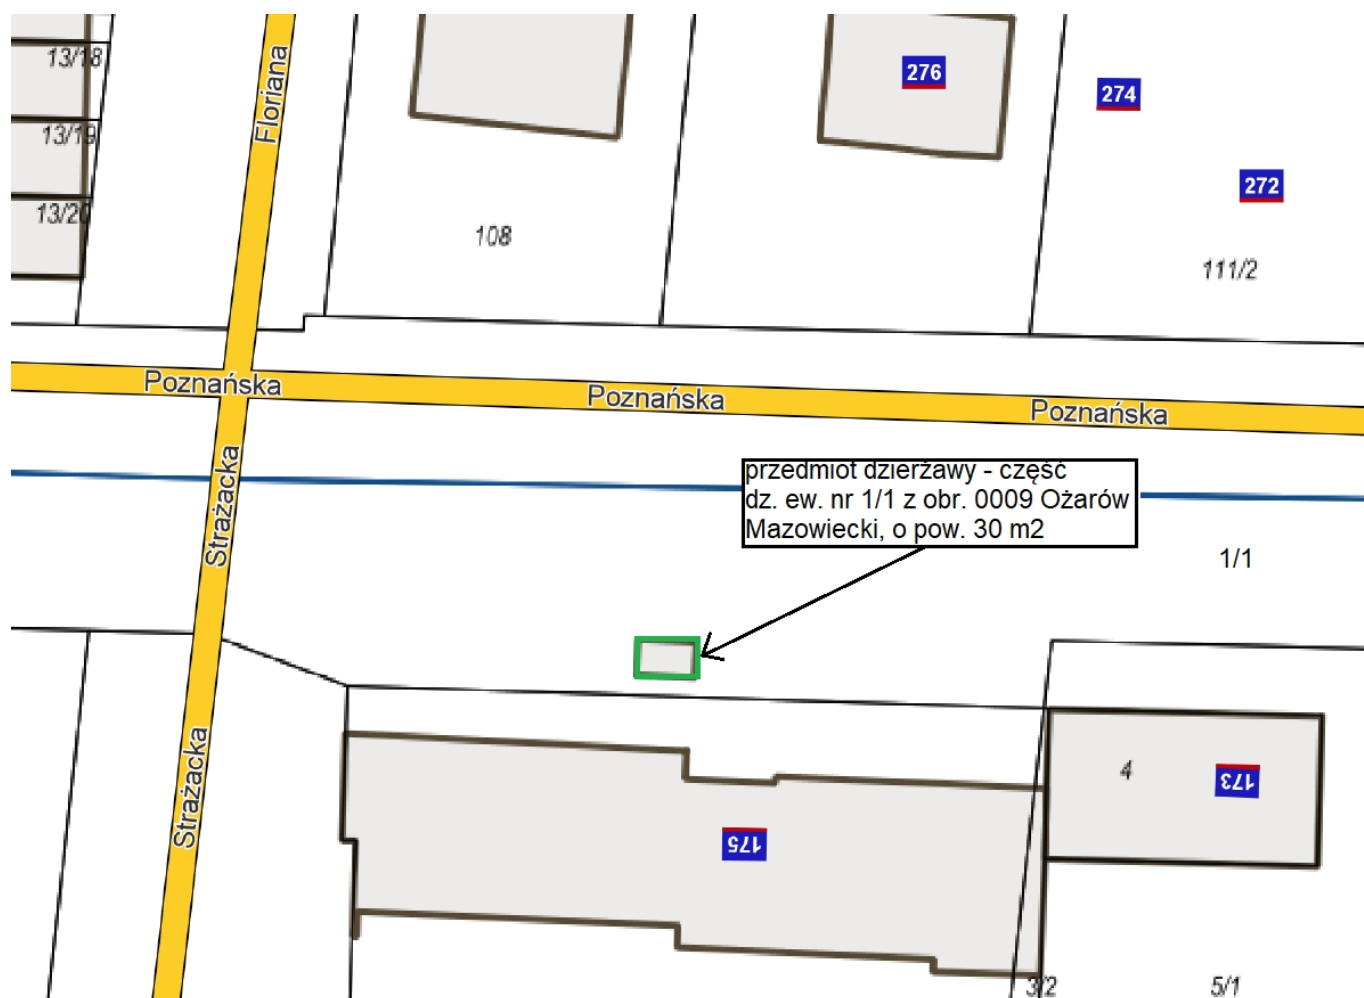 13/18
Floriana
276
274
13/19
272
13/20
108
111/2
Poznańska
Poznańska
Poznańska
Strażacka
przedmiot dzierżawy - część
dz. ew. nr 1/1 z obr. 0009 Ożarów
Mazowiecki, o pow. 30 m2
1/1
Strażacka
4
173
175
3/2
5/1